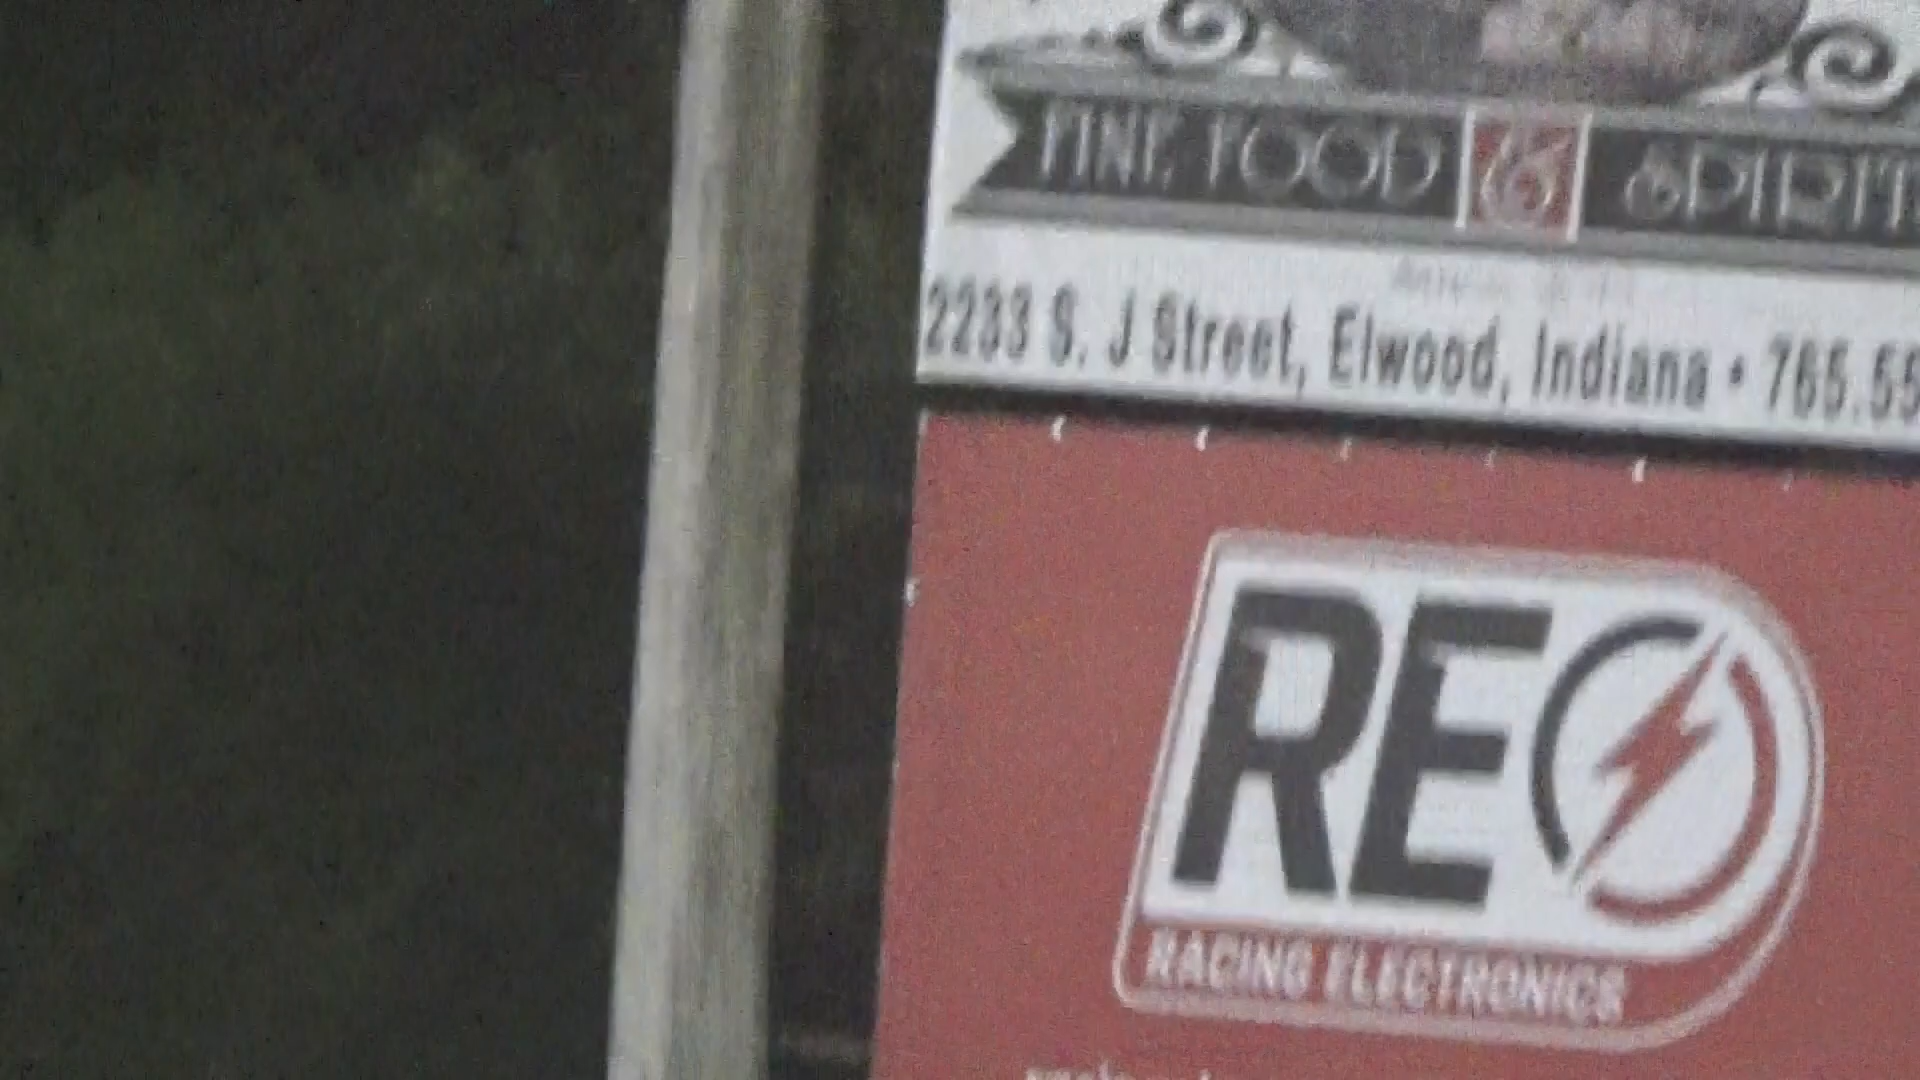 FINE FOOD & SPIRIT
2233 S. J Street, Elwood, Indiana • 765.55
RE
RACING ELECTRONICS